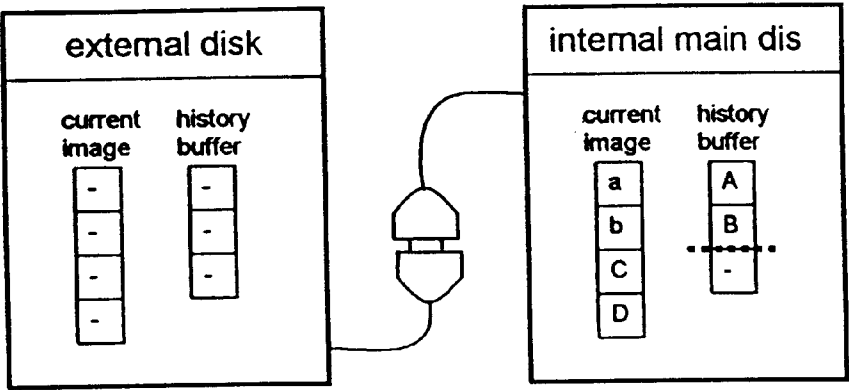 external disk
current image
history buffer
-
-
-
-
-
-
-
internal main dis
current image
history buffer
a
b
C
D
A
B
-